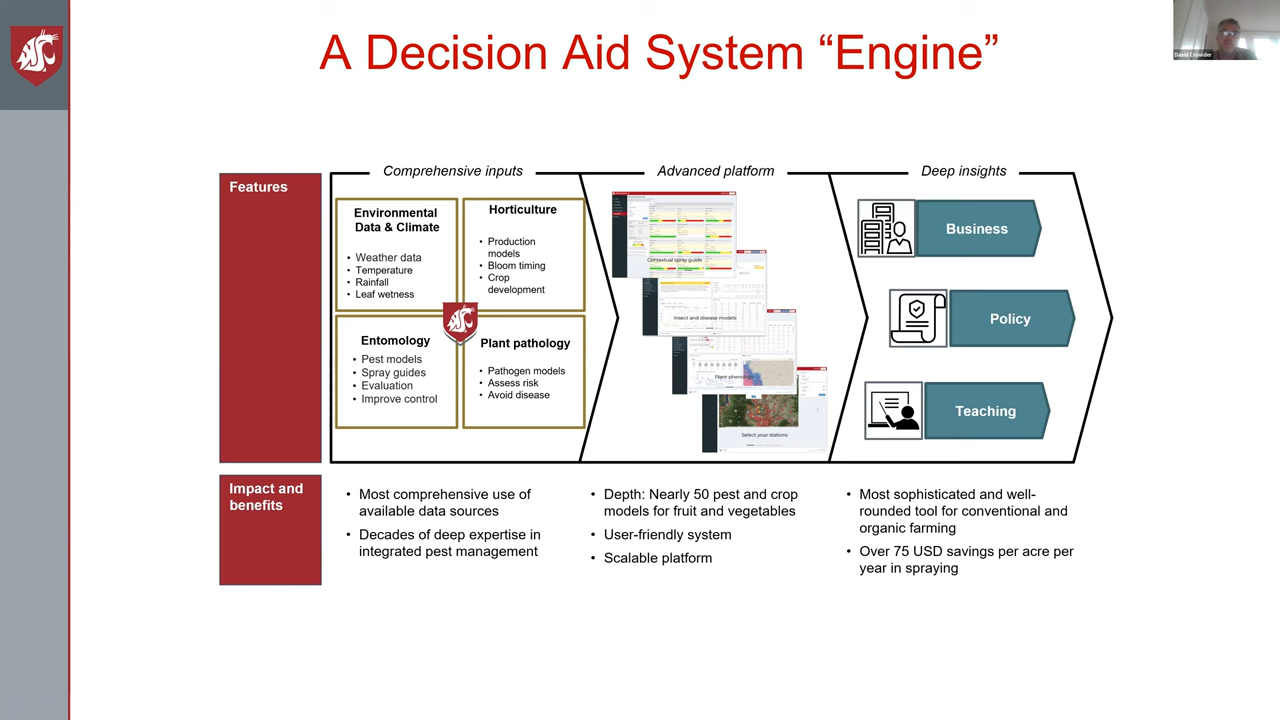 A Decision Aid System “Engine”
David Crowder
Features
Comprehensive inputs
Environmental
Data & Climate
• Weather data
• Temperature
• Rainfall
• Leaf wetness
Horticulture
• Production
models
• Bloom timing
• Crop
development
Entomology
• Pest models
• Spray guides
• Evaluation
• Improve control
Plant pathology
• Pathogen models
• Assess risk
• Avoid disease
Advanced platform
Contextual spray guide
Insect and disease models
Plant phenology
Select your stations
Deep insights
Business
Policy
Teaching
Impact and
benefits
• Most comprehensive use of
available data sources
• Decades of deep expertise in
integrated pest management
• Depth: Nearly 50 pest and crop
models for fruit and vegetables
• User-friendly system
• Scalable platform
• Most sophisticated and well-
rounded tool for conventional and
organic farming
• Over 75 USD savings per acre per
year in spraying